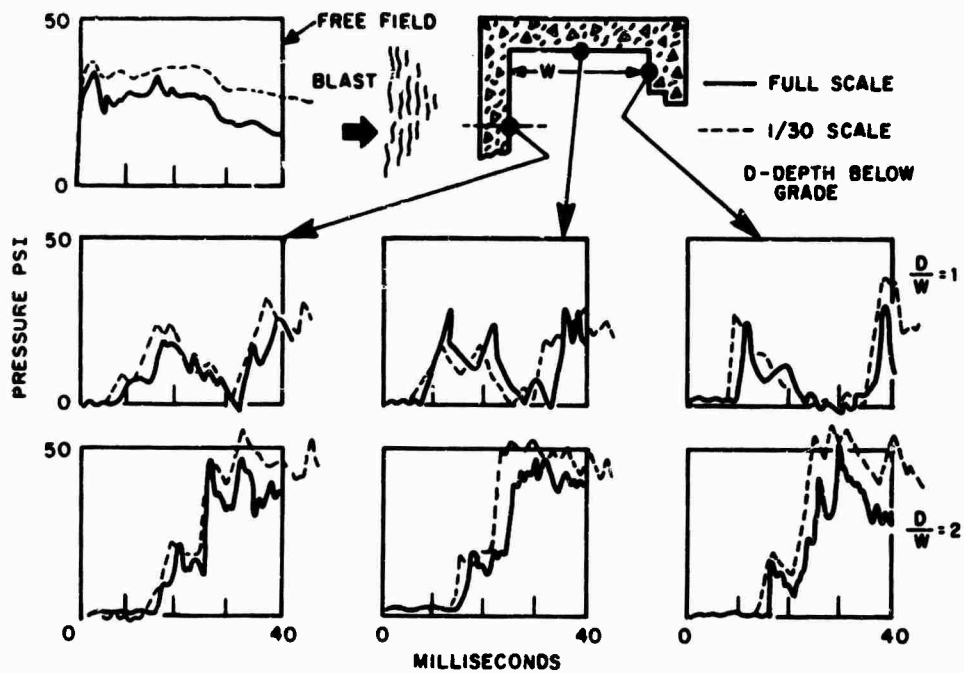 50
0
FREE FIELD
BLAST
W
FULL SCALE
1/30 SCALE
D-DEPTH BELOW
GRADE
PRESSURE PSI
50
0
D/W = 1
50
0
D/W = 2
0 40 0 40 0 40
MILLISECONDS